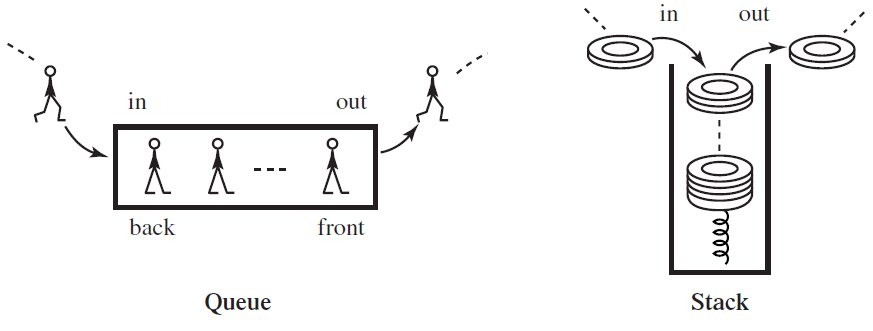 in out
in out
back front
Queue Stack